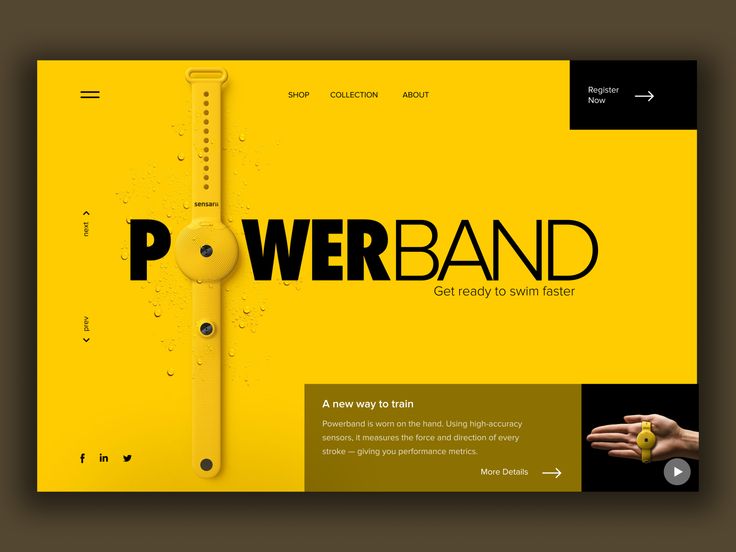 SHOP COLLECTION ABOUT
Register
Now
sensarii
next
POWERBAND
Get ready to swim faster
prev
A new way to train
Powerband is worn on the hand. Using high-accuracy
sensors, it measures the force and direction of every
stroke — giving you performance metrics.
More Details
f in